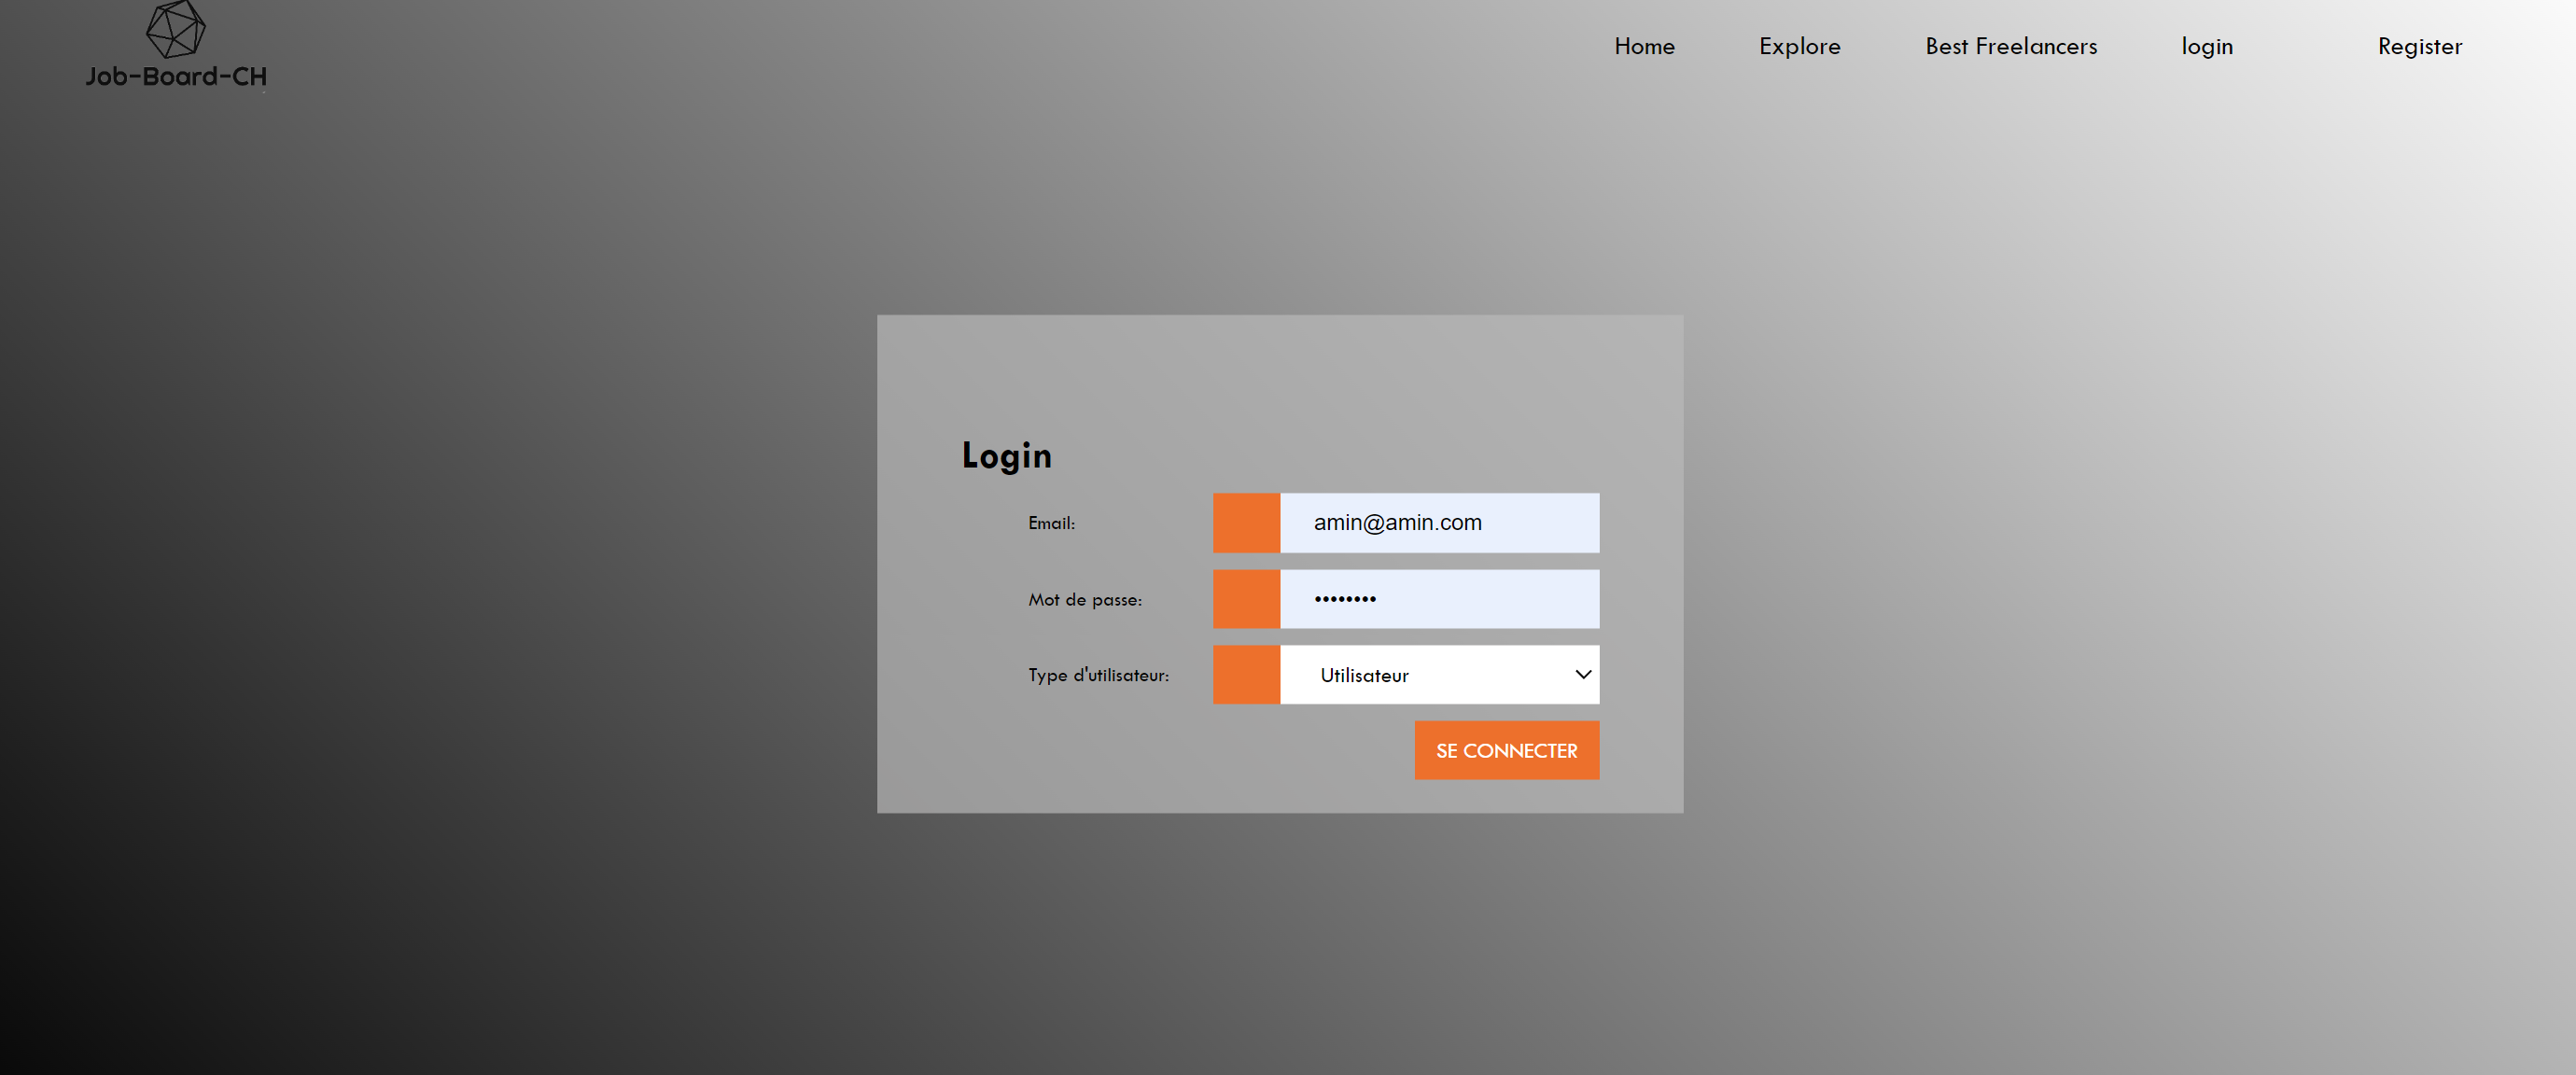 Job-Board-CH
Home Explore Best Freelancers login Register
Login
Email: amin@amin.com
Mot de passe: ••••••••
Type d'utilisateur: Utilisateur
SE CONNECTER